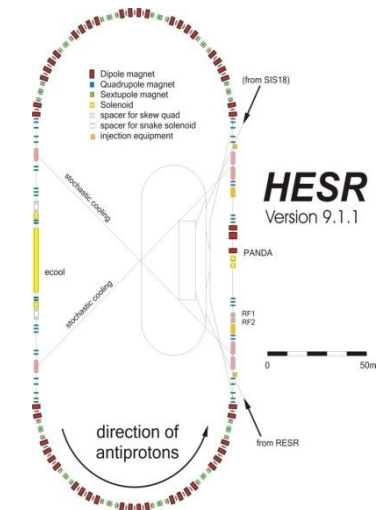 Dipole magnet
Quadrupole magnet
Sextupole magnet
Solenoid
spacer for skew quad
spacer for snake solenoid
injection equipment
(from SIS18)
HESR
Version 9.1.1
stochastic cooling
PANDA
ecool
stochastic cooling
RF1
RF2
0
50m
direction of
antiprotons
from RESR